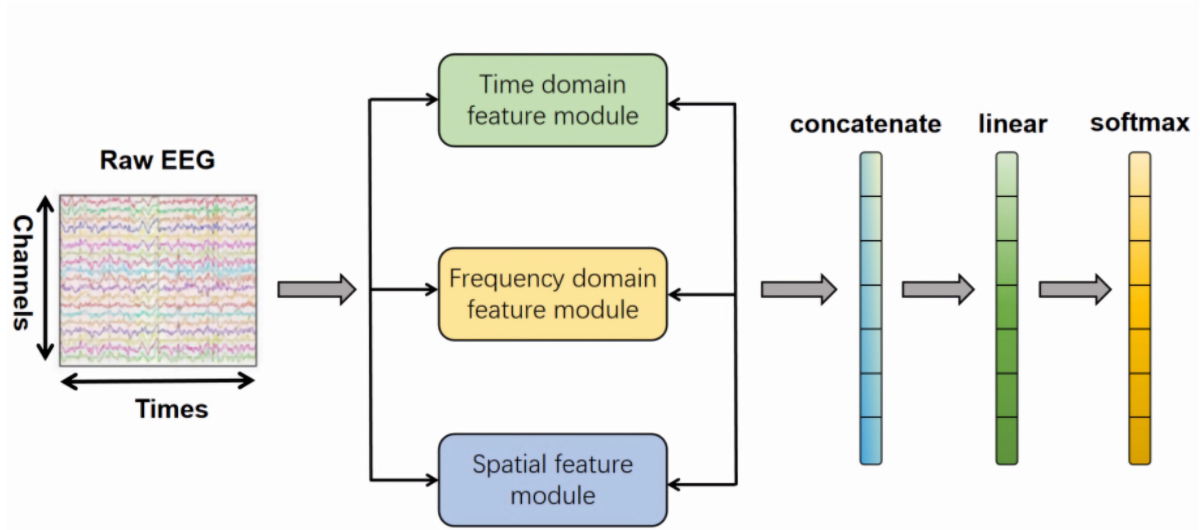 Raw EEG
Channels
Times
Time domain
feature module
Frequency domain
feature module
Spatial feature
module
concatenate
linear
softmax